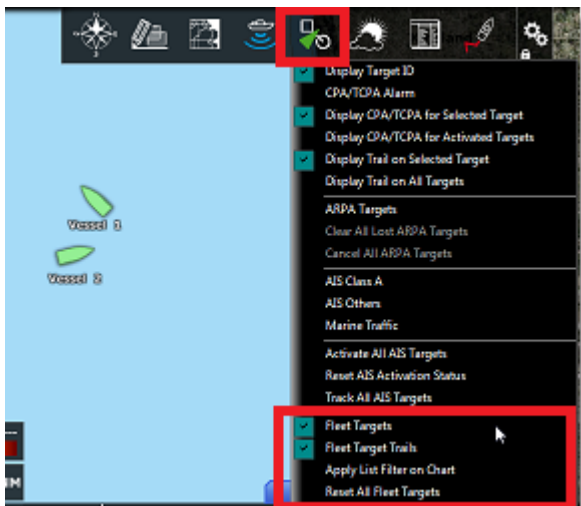 and
Display Target ID
CPA/TCPA Alarm
Display CPA/TCPA for Selected Target
Display CPA/TCPA for Activated Targets
Display Trail on Selected Target
Display Trail on All Targets
ARPA Targets
Clear All Lost ARPA Targets
Cancel All ARPA Targets
AIS Class A
AIS Others
Marine Traffic
Activate All AIS Targets
Reset AIS Activation Status
Track All AIS Targets
Fleet Targets
Fleet Target Trails
Apply List Filter on Chart
Reset All Fleet Targets
Vessel 1
Vessel 2